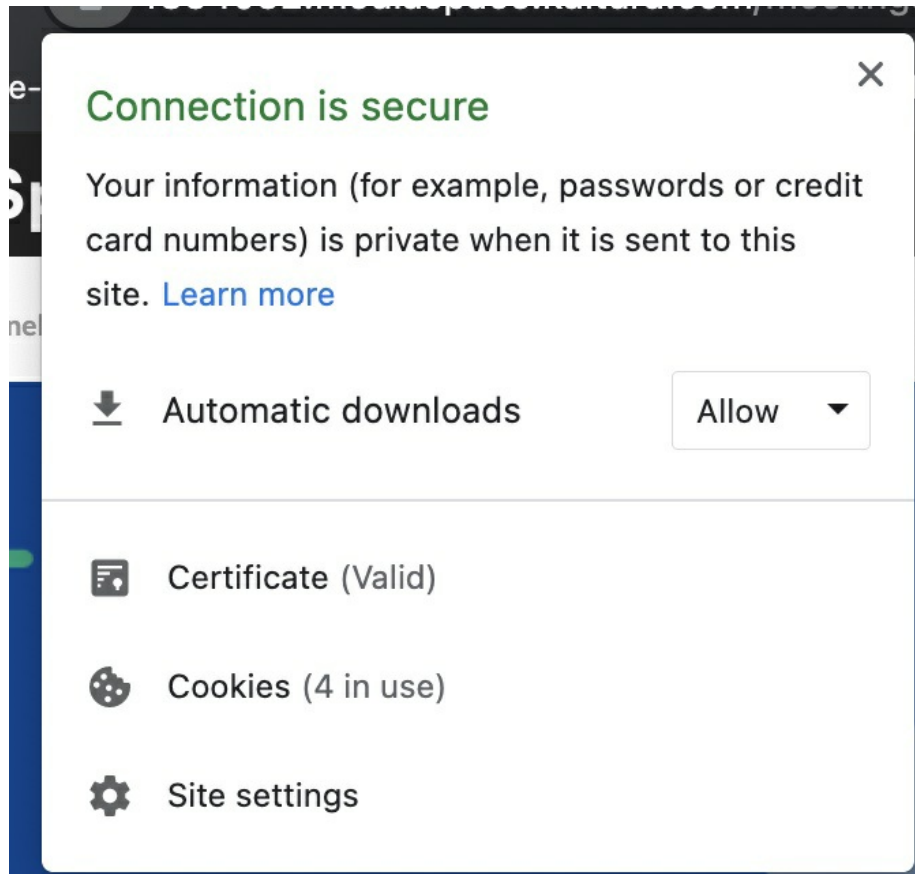 Connection is secure
Your information (for example, passwords or credit
card numbers) is private when it is sent to this
site. Learn more
Automatic downloads Allow
Certificate (Valid)
Cookies (4 in use)
Site settings